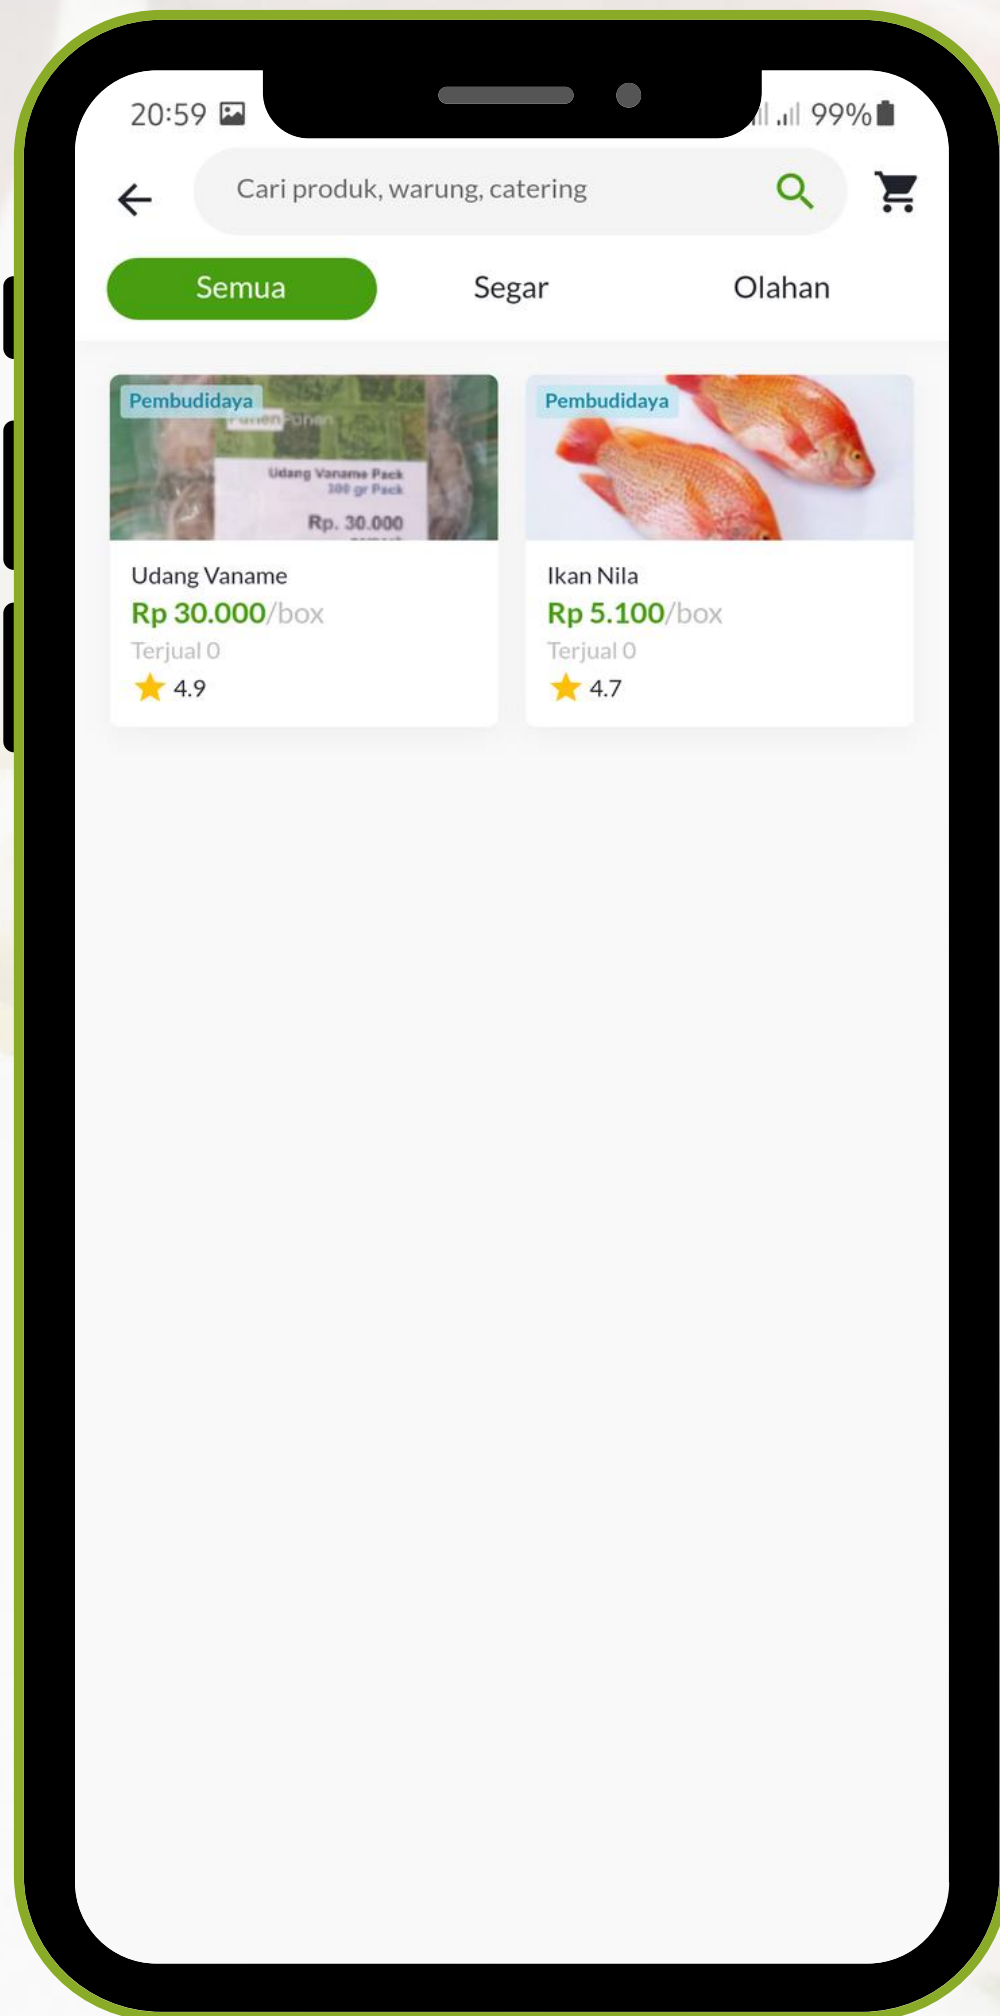 20:59
99%
Cari produk, warung, catering
Semua
Segar
Olahan
Pembudidaya
Udang Vaname Pack
gr Pack
Rp. 30.000
Udang Vaname
Rp 30.000/box
Terjual 0
4.9
Pembudidaya
Ikan Nila
Rp 5.100/box
Terjual 0
4.7